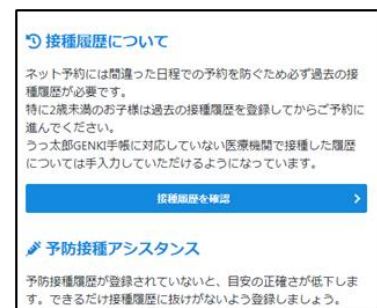 接種履歴について
ネット予約には間違った日程での予約を防ぐため必ず過去の接
種履歴が必要です。
特に2歳未満のお子様は過去の接種履歴を登録してからご予約に
進んでください。
うっ太郎GENKI手帳に対応していない医療機関で接種した履歴
については手入力していただけるようになっています。
接種履歴を確認
予防接種アシスタンス
予防接種履歴が登録されていないと、目安の正確さが低下しま
す。できるだけ接種履歴に抜けがないよう登録しましょう。